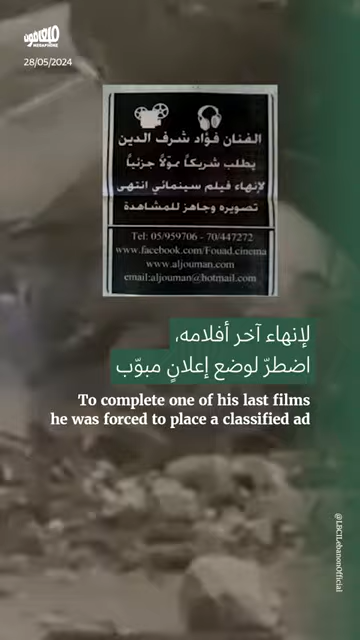 ميغافون
MEGAPHONE
28/05/2024
الفنان فؤاد شرف الدين
يطلب شريكاً ممولاً جزئياً
لإنهاء فيلم سينمائي انتهى
تصويره وجاهز للمشاهدة
Tel: 05/959706 - 70/447272
www.facebook.com/Fouad.cinema
www.aljouman.com
email:aljouman@hotmail.com
لإنهاء آخر أفلامه،
اضطرّ لوضع إعلانٍ مبوّب
To complete one of his last films
he was forced to place a classified ad
@LBCILebanonOfficial